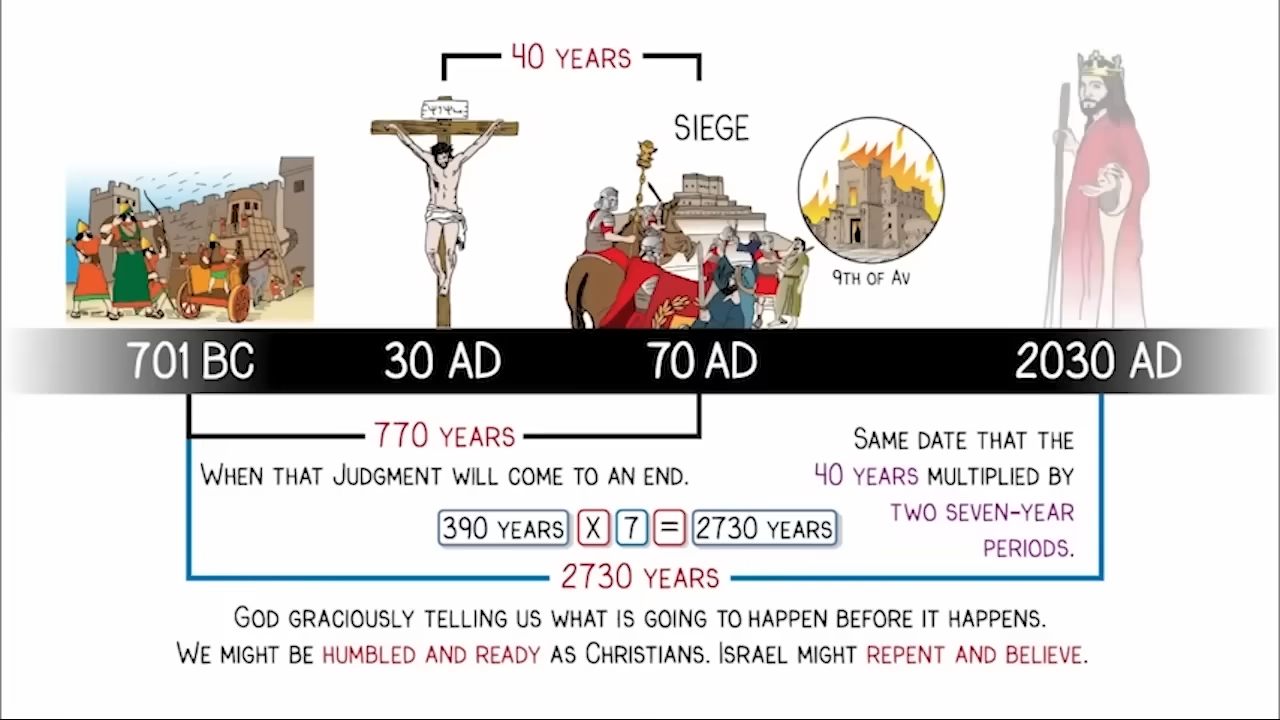 40 YEARS
SIEGE
9TH OF AV
701 BC
30 AD
70 AD
2030 AD
770 YEARS
WHEN THAT JUDGMENT WILL COME TO AN END.
SAME DATE THAT THE
40 YEARS MULTIPLIED BY
TWO SEVEN-YEAR
PERIODS.
390 YEARS X 7 = 2730 YEARS
2730 YEARS
GOD GRACIOUSLY TELLING US WHAT IS GOING TO HAPPEN BEFORE IT HAPPENS.
WE MIGHT BE HUMBLED AND READY AS CHRISTIANS. ISRAEL MIGHT REPENT AND BELIEVE.